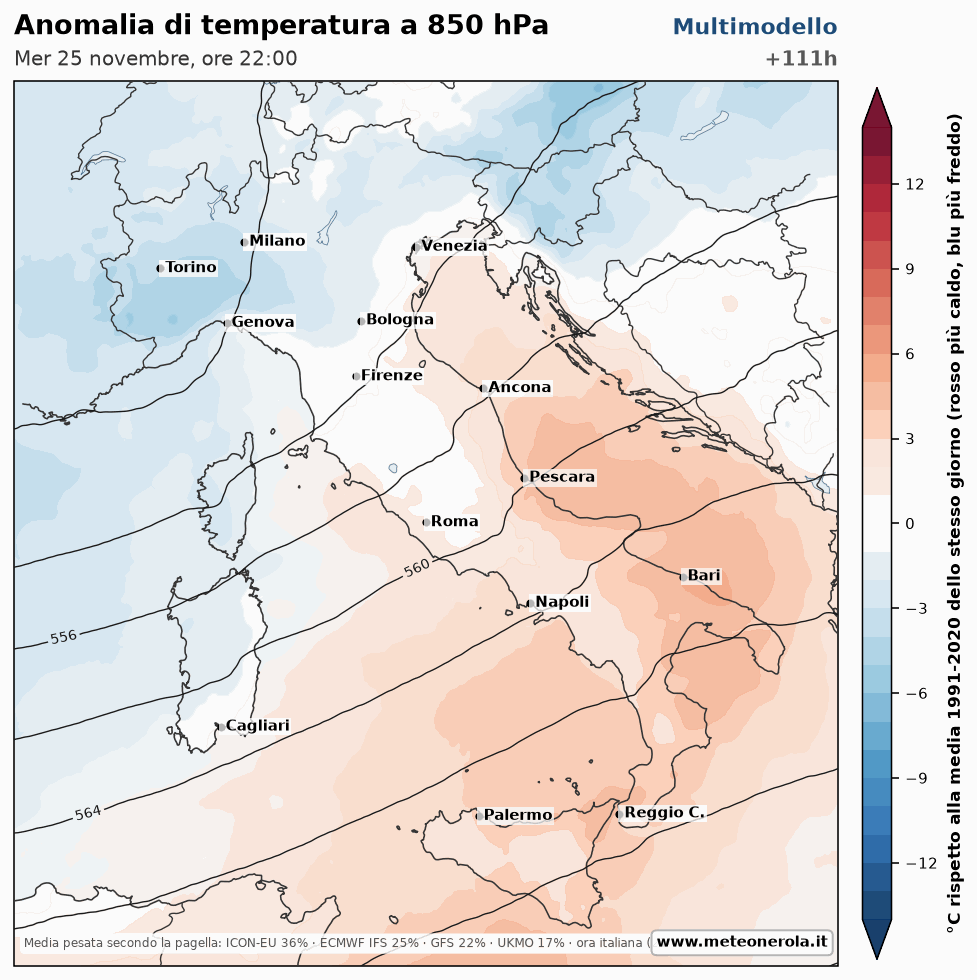 Anomalia di temperatura a 850 hPa
Multimodello
Mer 25 novembre, ore 22:00
+111h
Milano
Venezia
Torino
Bologna
Genova
Firenze
Ancona
Pescara
Roma
560
Bari
Napoli
556
Cagliari
564
Palermo
Reggio C.
12
9
6
3
0
−3
−6
−9
−12
°C rispetto alla media 1991-2020 dello stesso giorno (rosso più caldo, blu più freddo)
Media pesata secondo la pagella: ICON-EU 36% · ECMWF IFS 25% · GFS 22% · UKMO 17% · ora italiana (
www.meteonerola.it